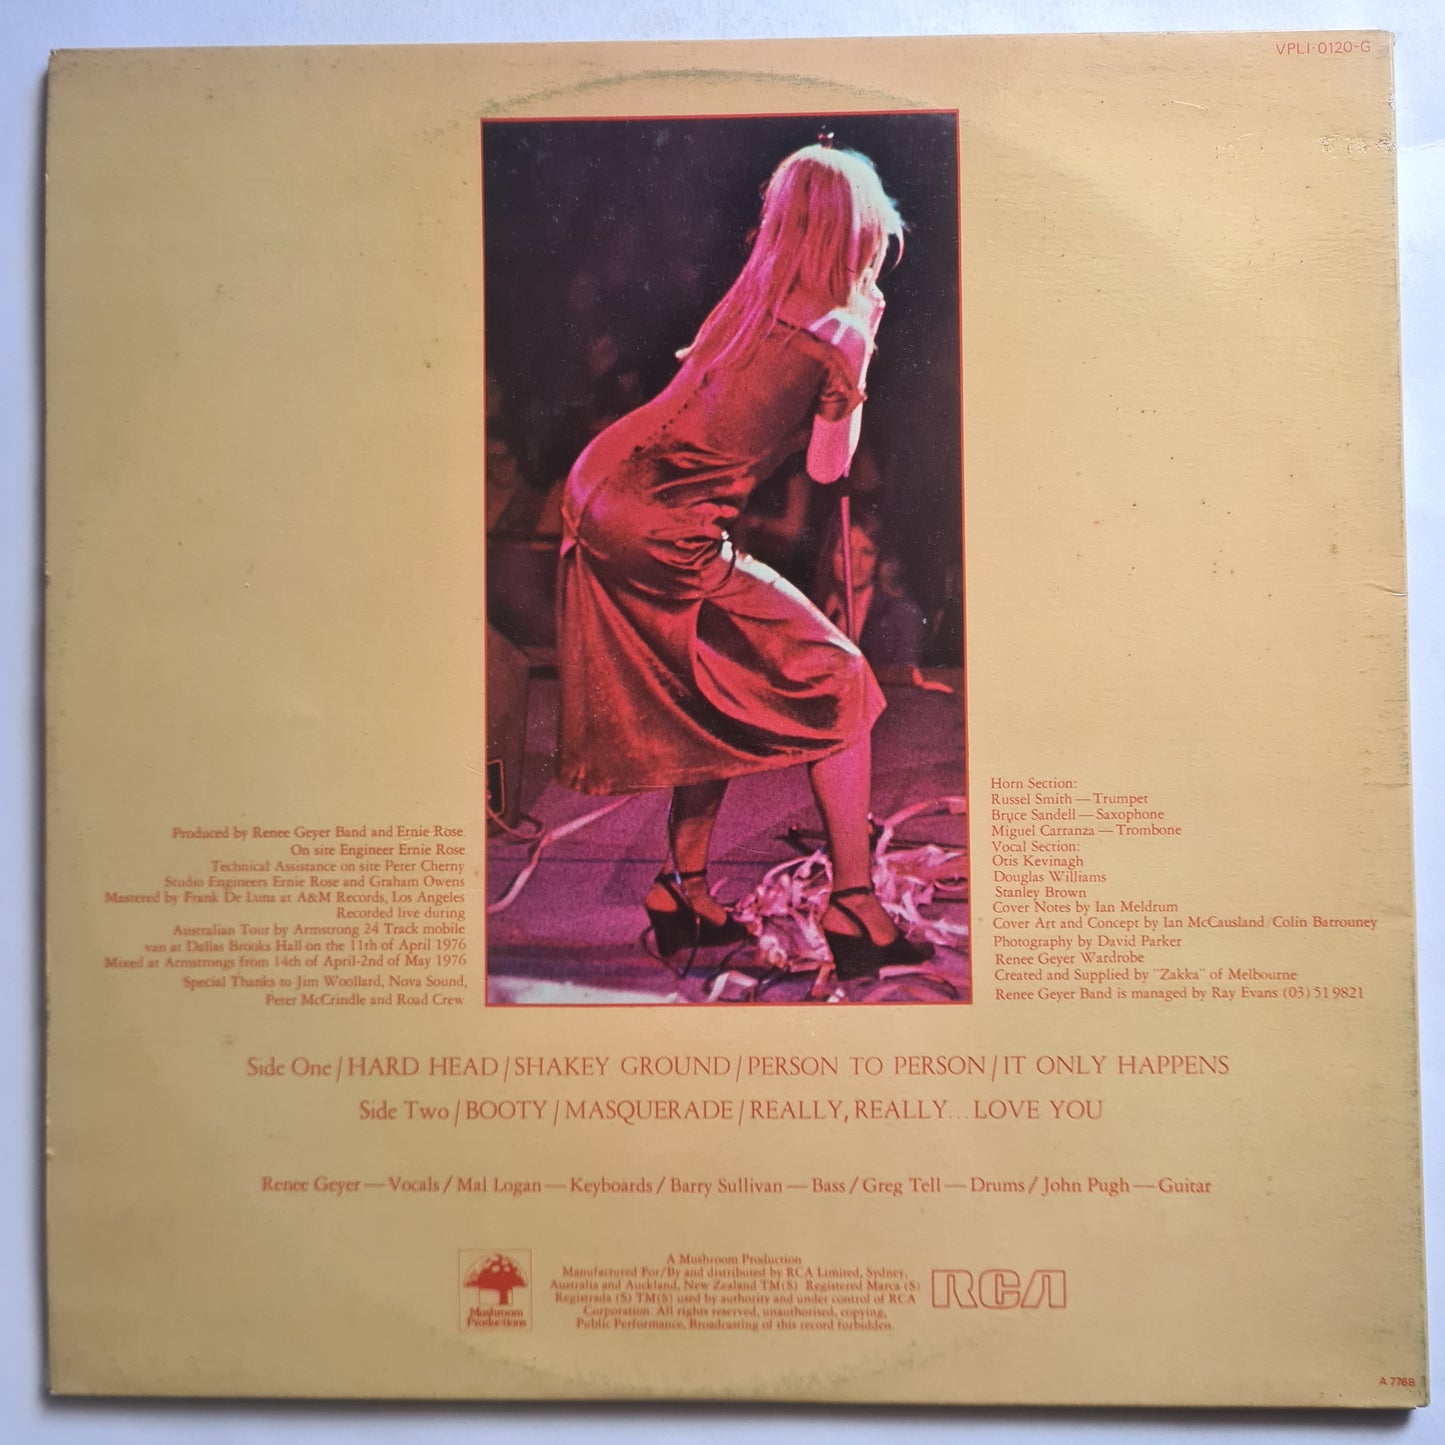 VPLI·0120-G
Produced by Renee Geyer Band and Ernie Rose.
On site Engineer Ernie Rose
Technical Assistance on site Peter Cherny
Studio Engineers Ernie Rose and Graham Owens
Mastered by Frank De Luna at A&M Records, Los Angeles
Recorded live during
Australian Tour by Armstrong 24 Track mobile
van at Dallas Brooks Hall on the 11th of April 1976
Mixed at Armstrongs from 14th of April-2nd of May 1976
Special Thanks to Jim Woollard, Nova Sound,
Peter McCrindle and Road Crew
Horn Section:
Russel Smith — Trumpet
Bryce Sandell — Saxophone
Miguel Carranza — Trombone
Vocal Section:
Otis Kevinagh
Douglas Williams
Stanley Brown
Cover Notes by Ian Meldrum
Cover Art and Concept by Ian McCausland/Colin Batrouney
Photography by David Parker
Renee Geyer Wardrobe
Created and Supplied by "Zakka" of Melbourne
Renee Geyer Band is managed by Ray Evans (03) 51 9821
Side One/HARD HEAD/SHAKEY GROUND/PERSON TO PERSON/IT ONLY HAPPENS
Side Two/BOOTY/MASQUERADE/REALLY, REALLY... LOVE YOU
Renee Geyer — Vocals/Mal Logan — Keyboards/Barry Sullivan — Bass/Greg Tell — Drums/John Pugh — Guitar
Mushroom
Productions
A Mushroom Production
Manufactured For/By and distributed by RCA Limited, Sydney,
Australia and Auckland, New Zealand TM(S) Registered Marca (S)
Registrada (S) TM(S) used by authority and under control of RCA
Corporation. All rights reserved, unauthorised, copying,
Public Performance, Broadcasting of this record forbidden.
RCA
A 776B